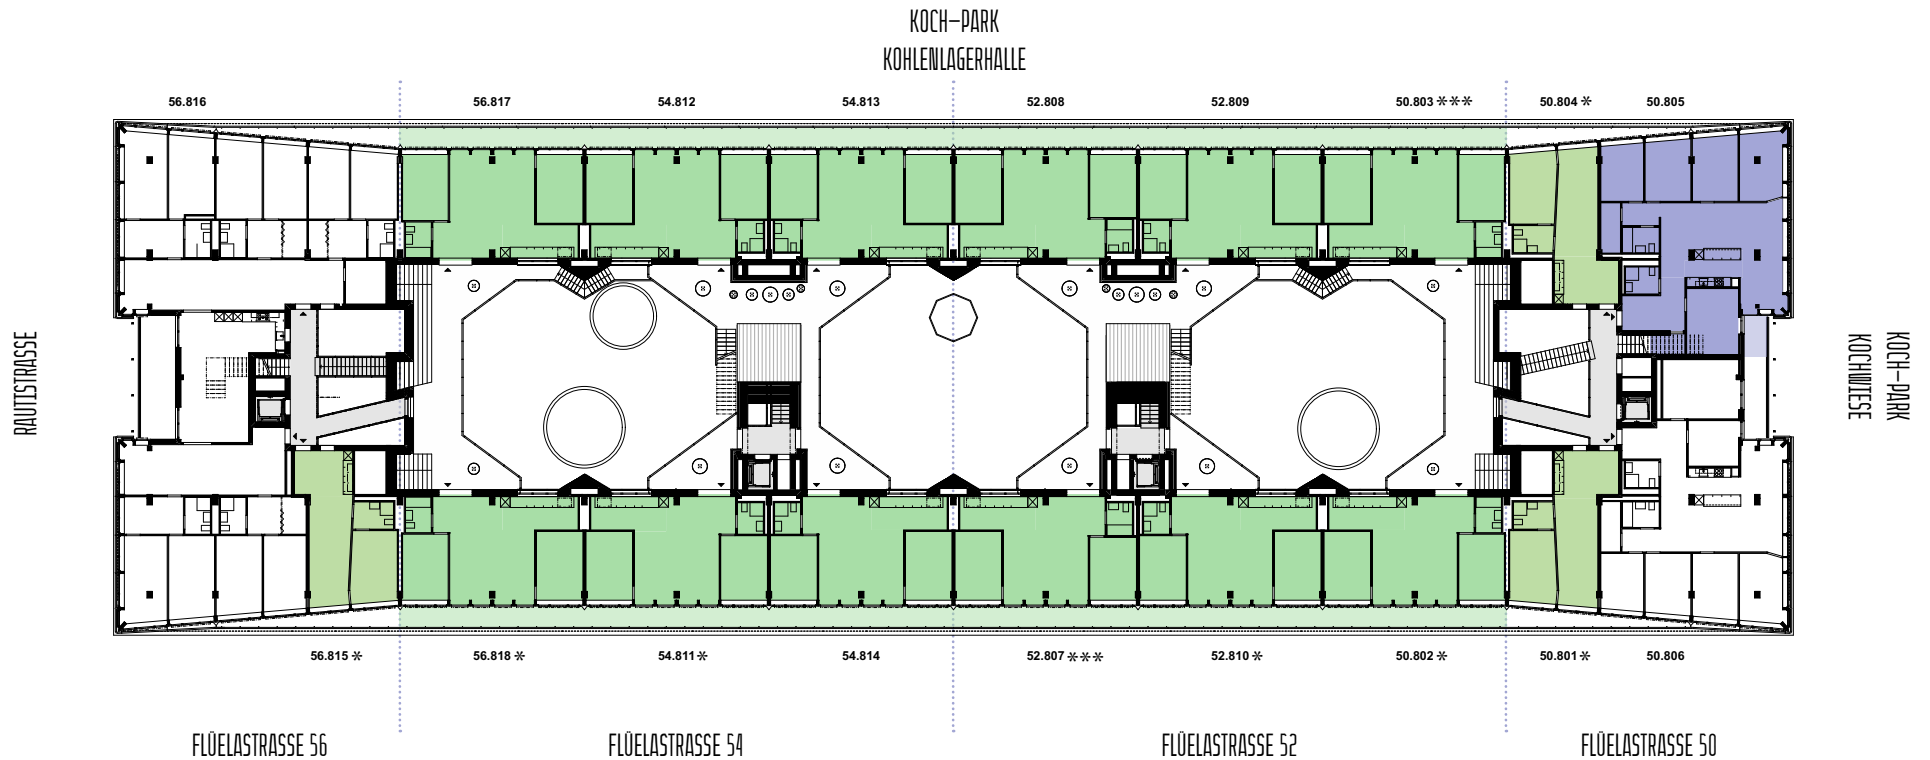 KOCH–PARK
KOHLENLAGERHALLE
56.816 56.817 54.812 54.813 52.808 52.809 50.803 *** 50.804 * 50.805
RAUTISTRASSE
KOCH–PARK
KOCHWIESE
56.815 * 56.818 * 54.811 * 54.814 52.807 *** 52.810 * 50.802 * 50.801 * 50.806
FLÜELASTRASSE 56 FLÜELASTRASSE 54 FLÜELASTRASSE 52 FLÜELASTRASSE 50